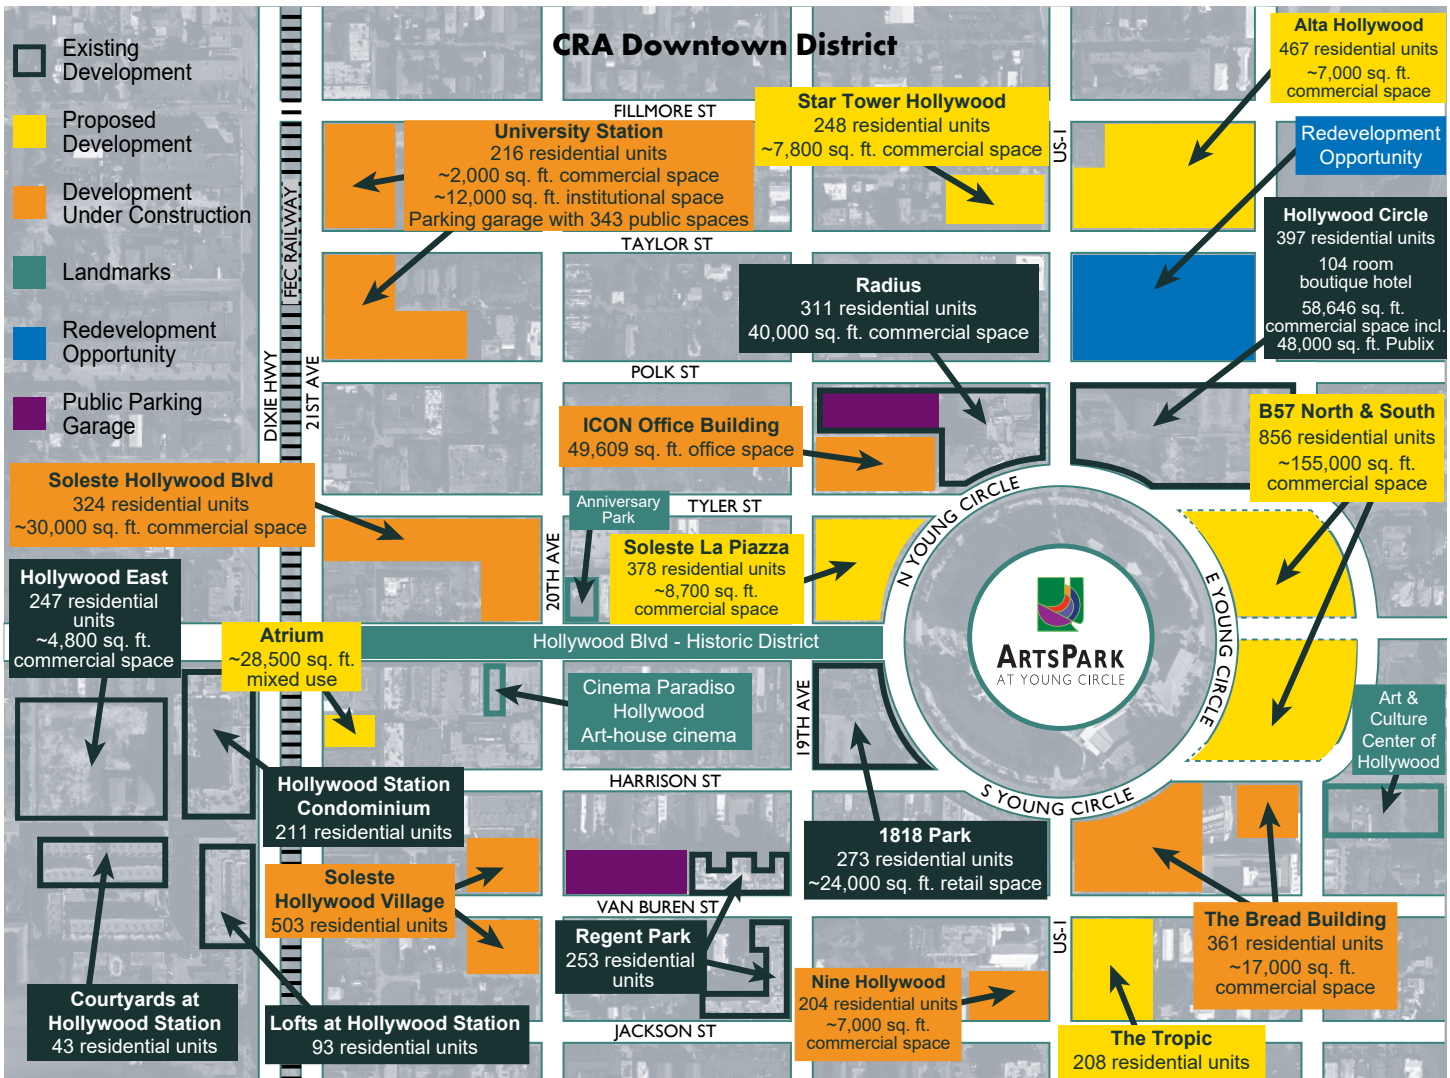 CRA Downtown District
Existing
Development
Proposed
Development
Development
Under Construction
Landmarks
Redevelopment
Opportunity
Public Parking
Garage
FILLMORE ST
TAYLOR ST
POLK ST
TYLER ST
HARRISON ST
VAN BUREN ST
JACKSON ST
DIXIE HWY
FEC RAILWAY
21ST AVE
20TH AVE
19TH AVE
US-1
US-1
N YOUNG CIRCLE
E YOUNG CIRCLE
S YOUNG CIRCLE
Alta Hollywood
467 residential units
~7,000 sq. ft.
commercial space
Star Tower Hollywood
248 residential units
~7,800 sq. ft. commercial space
University Station
216 residential units
~2,000 sq. ft. commercial space
~12,000 sq. ft. institutional space
Parking garage with 343 public spaces
Redevelopment
Opportunity
Hollywood Circle
397 residential units
104 room
boutique hotel
58,646 sq. ft.
commercial space incl.
48,000 sq. ft. Publix
Radius
311 residential units
40,000 sq. ft. commercial space
ICON Office Building
49,609 sq. ft. office space
B57 North & South
856 residential units
~155,000 sq. ft.
commercial space
Soleste Hollywood Blvd
324 residential units
~30,000 sq. ft. commercial space
Anniversary
Park
Soleste La Piazza
378 residential units
~8,700 sq. ft.
commercial space
Hollywood East
247 residential
units
~4,800 sq. ft.
commercial space
Atrium
~28,500 sq. ft.
mixed use
Hollywood Blvd - Historic District
ARTSPARK
AT YOUNG CIRCLE
Cinema Paradiso
Hollywood
Art-house cinema
Art &
Culture
Center of
Hollywood
Hollywood Station
Condominium
211 residential units
1818 Park
273 residential units
~24,000 sq. ft. retail space
Soleste
Hollywood Village
503 residential units
Regent Park
253 residential
units
The Bread Building
361 residential units
~17,000 sq. ft.
commercial space
Nine Hollywood
204 residential units
~7,000 sq. ft.
commercial space
Courtyards at
Hollywood Station
43 residential units
Lofts at Hollywood Station
93 residential units
The Tropic
208 residential units